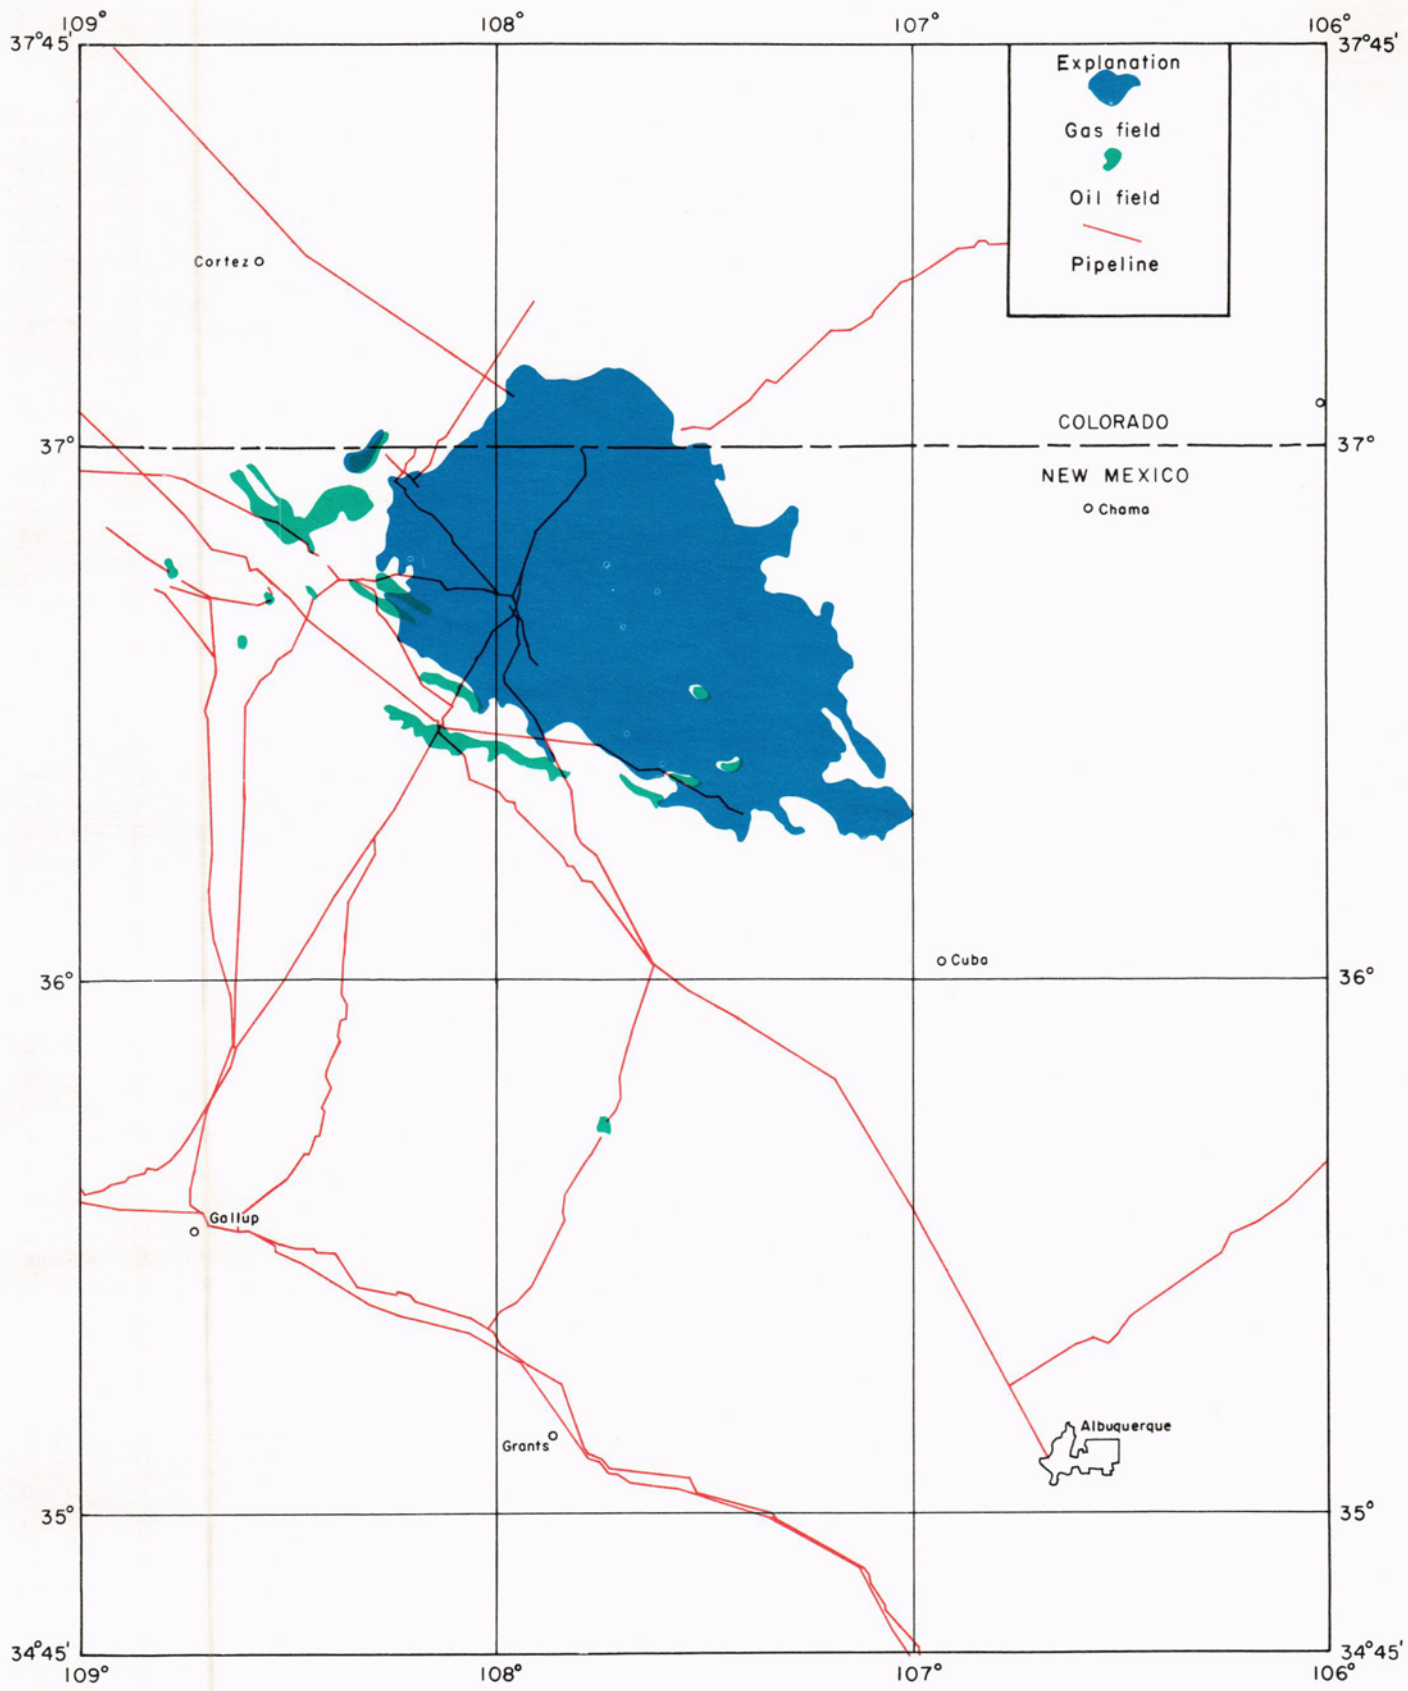 109° 108° 107° 106°
37°45' 37°45'
Explanation
Gas field
Oil field
Pipeline
Cortez
COLORADO
37° 37°
NEW MEXICO
Chama
36° 36°
Cuba
Gallup
Albuquerque
Grants
35° 35°
34°45' 34°45'
109° 108° 107° 106°